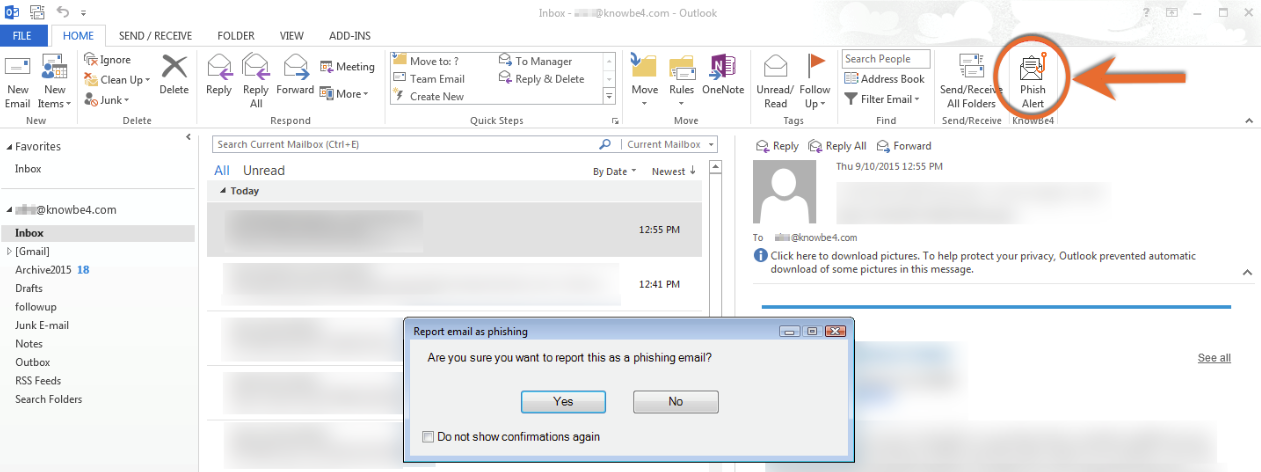 Inbox - @knowbe4.com - Outlook
FILE HOME SEND / RECEIVE FOLDER VIEW ADD-INS
New Email
New Items
Ignore
Clean Up
Junk
Delete
Reply
Reply All
Forward
Meeting
More
Move to: ?
Team Email
Create New
To Manager
Reply & Delete
Move
Rules
OneNote
Unread/ Read
Follow Up
Search People
Address Book
Filter Email
Send/Receive All Folders
Phish Alert
New Delete Respond Quick Steps Move Tags Find Send/Receive KnowBe4
Favorites
Inbox
@knowbe4.com
Inbox
[Gmail]
Archive2015 18
Drafts
followup
Junk E-mail
Notes
Outbox
RSS Feeds
Search Folders
Search Current Mailbox (Ctrl+E) Current Mailbox
All Unread By Date Newest
Today
12:55 PM
12:41 PM
Reply Reply All Forward
Thu 9/10/2015 12:55 PM
To @knowbe4.com
Click here to download pictures. To help protect your privacy, Outlook prevented automatic
download of some pictures in this message.
See all
Report email as phishing
Are you sure you want to report this as a phishing email?
Yes No
Do not show confirmations again